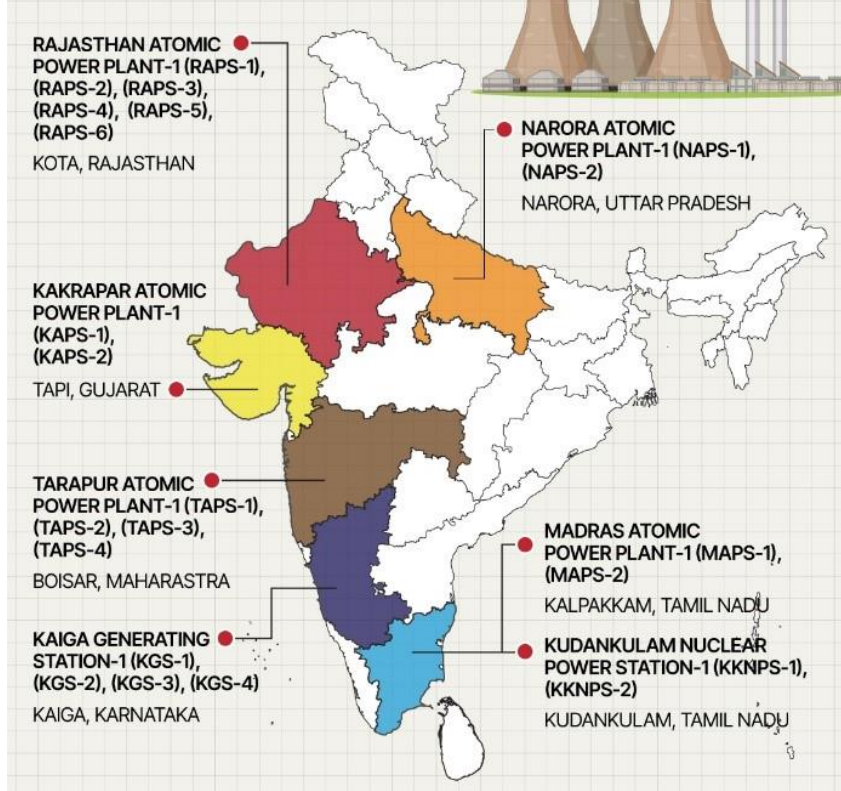 RAJASTHAN ATOMIC
POWER PLANT-1 (RAPS-1),
(RAPS-2), (RAPS-3),
(RAPS-4), (RAPS-5),
(RAPS-6)
KOTA, RAJASTHAN
NARORA ATOMIC
POWER PLANT-1 (NAPS-1),
(NAPS-2)
NARORA, UTTAR PRADESH
KAKRAPAR ATOMIC
POWER PLANT-1
(KAPS-1),
(KAPS-2)
TAPI, GUJARAT
TARAPUR ATOMIC
POWER PLANT-1 (TAPS-1),
(TAPS-2), (TAPS-3),
(TAPS-4)
BOISAR, MAHARASTRA
MADRAS ATOMIC
POWER PLANT-1 (MAPS-1),
(MAPS-2)
KALPAKKAM, TAMIL NADU
KAIGA GENERATING
STATION-1 (KGS-1),
(KGS-2), (KGS-3), (KGS-4)
KAIGA, KARNATAKA
KUDANKULAM NUCLEAR
POWER STATION-1 (KKNPS-1),
(KKNPS-2)
KUDANKULAM, TAMIL NADU